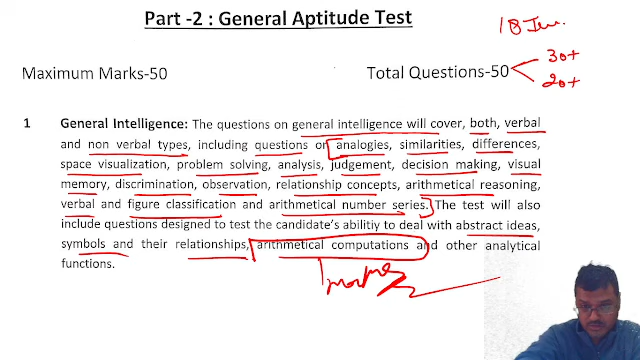 Part -2 : General Aptitude Test
18 Jun.
Maximum Marks-50
Total Questions-50
30+
20+
1 General Intelligence: The questions on general intelligence will cover, both, verbal
and non verbal types, including questions on analogies, similarities, differences,
space visualization, problem solving, analysis, judgement, decision making, visual
memory, discrimination, observation, relationship concepts, arithmetical reasoning,
verbal and figure classification and arithmetical number series. The test will also
include questions designed to test the candidate's abiltiy to deal with abstract ideas,
symbols and their relationships, arithmetical computations and other analytical
functions.